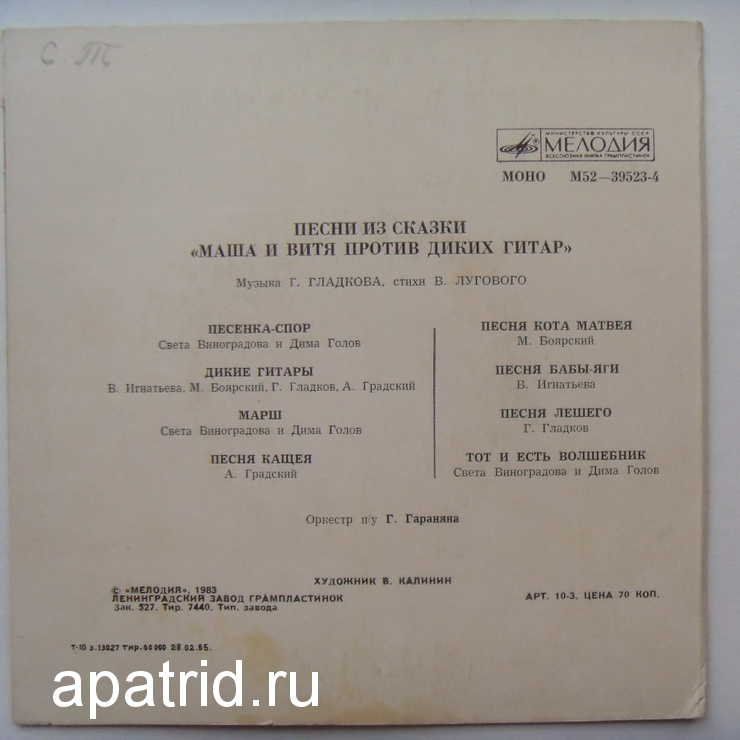 С.Т
МИНИСТЕРСТВО КУЛЬТУРЫ СССР
МЕЛОДИЯ
ВСЕСОЮЗНАЯ ФИРМА ГРАМПЛАСТИНОК
МОНО М52—39523-4
ПЕСНИ ИЗ СКАЗКИ
«МАША И ВИТЯ ПРОТИВ ДИКИХ ГИТАР»
Музыка Г. ГЛАДКОВА, стихи В. ЛУГОВОГО
ПЕСЕНКА-СПОР
Света Виноградова и Дима Голов
ДИКИЕ ГИТАРЫ
В. Игнатьева, М. Боярский, Г. Гладков, А. Градский
МАРШ
Света Виноградова и Дима Голов
ПЕСНЯ КАЩЕЯ
А. Градский
ПЕСНЯ КОТА МАТВЕЯ
М. Боярский
ПЕСНЯ БАБЫ-ЯГИ
В. Игнатьева
ПЕСНЯ ЛЕШЕГО
Г. Гладков
ТОТ И ЕСТЬ ВОЛШЕБНИК
Света Виноградова и Дима Голов
Оркестр п/у Г. Гараняна
ХУДОЖНИК В. КАЛИНИН
© «МЕЛОДИЯ», 1983
ЛЕНИНГРАДСКИЙ ЗАВОД ГРАМПЛАСТИНОК
Зак. 527. Тир. 7440. Тип. завода
АРТ. 10-3. ЦЕНА 70 КОП.
Т-10 з.13027 тир-60000 28.02.85.
apatrid.ru